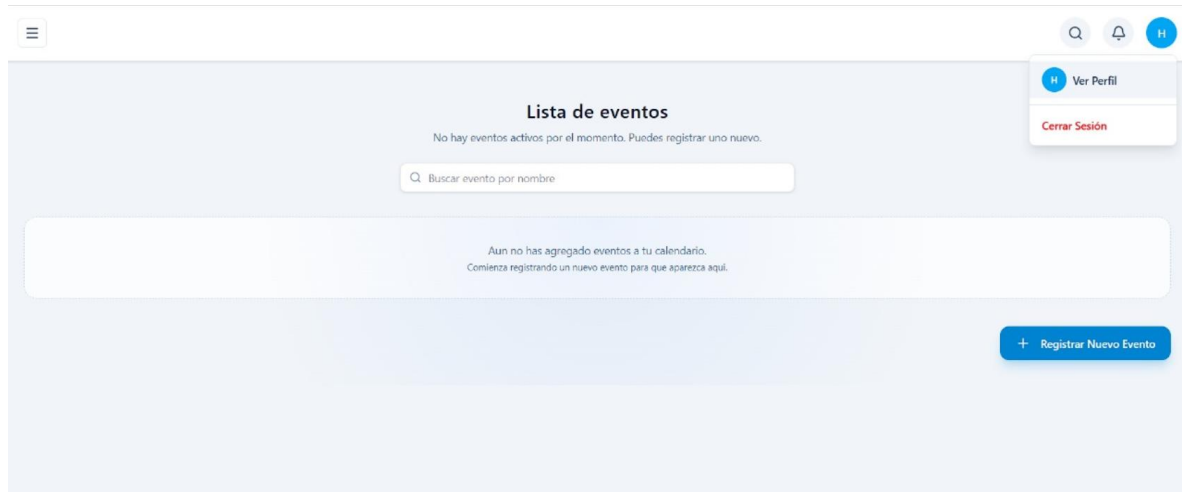 H
H Ver Perfil
Cerrar Sesión
Lista de eventos
No hay eventos activos por el momento. Puedes registrar uno nuevo.
Buscar evento por nombre
Aun no has agregado eventos a tu calendario.
Comienza registrando un nuevo evento para que aparezca aqui.
+ Registrar Nuevo Evento